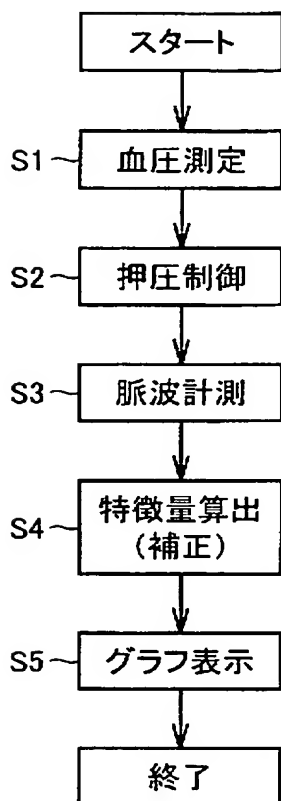 スタート
S1 血圧測定
S2 押圧制御
S3 脈波計測
S4 特徴量算出
(補正)
S5 グラフ表示
終了